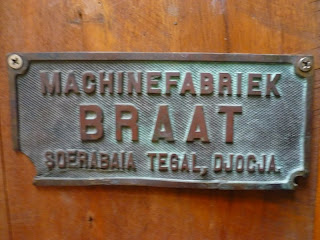 MACHINEFABRIEK
BRAAT
SOERABAIA TEGAL, DJOCJA.